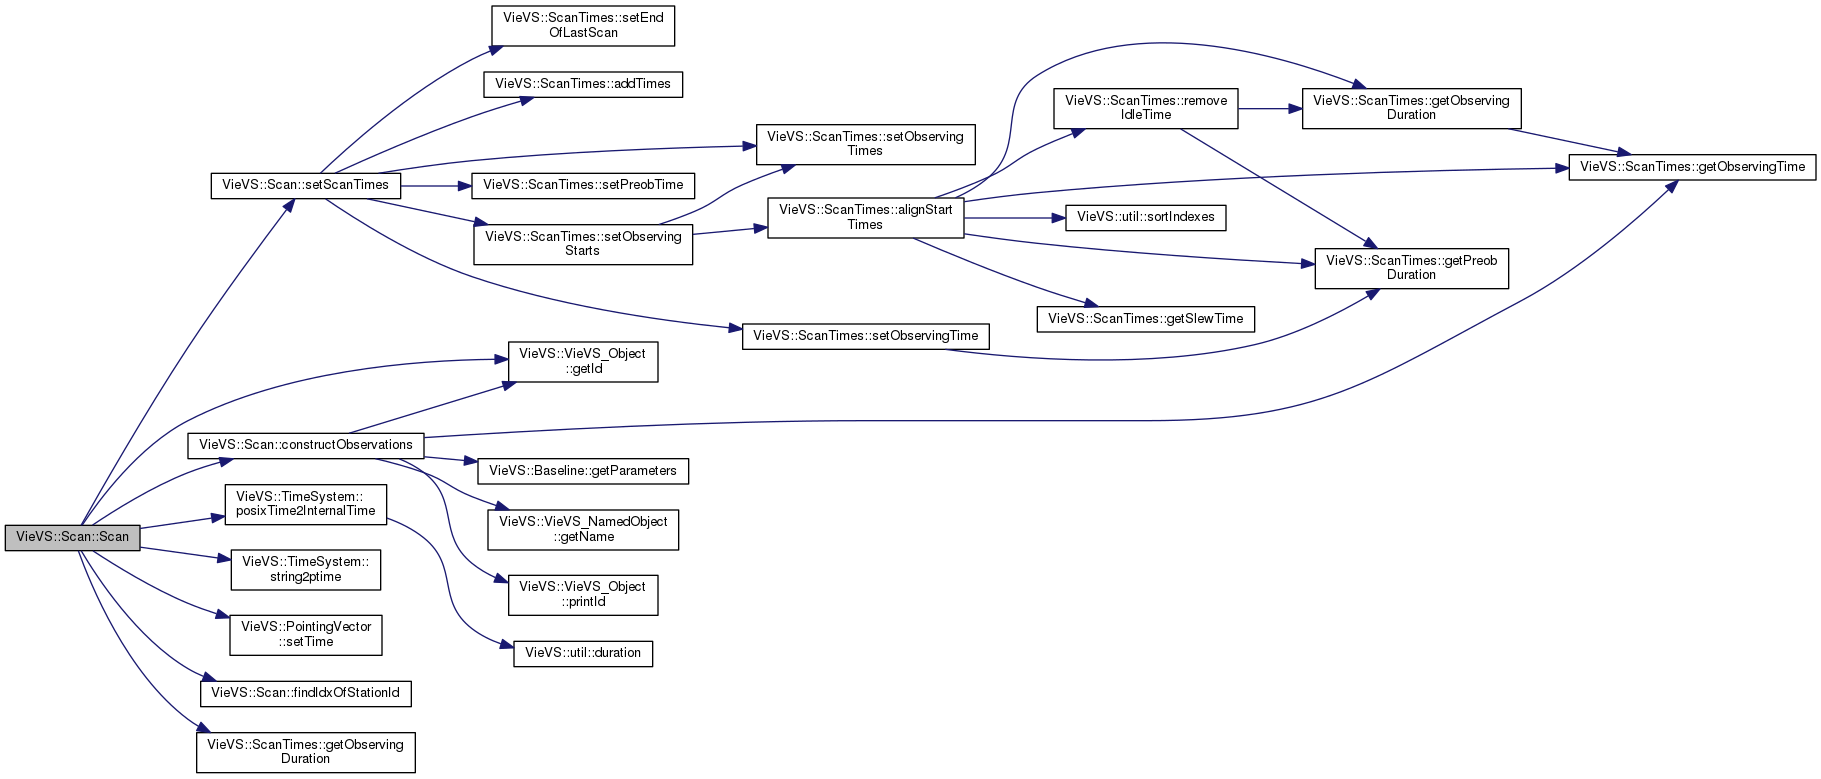 VieVS::ScanTimes::setEnd
OfLastScan
VieVS::ScanTimes::addTimes
VieVS::ScanTimes::remove
IdleTime
VieVS::ScanTimes::getObserving
Duration
VieVS::ScanTimes::setObserving
Times
VieVS::ScanTimes::getObservingTime
VieVS::Scan::setScanTimes
VieVS::ScanTimes::setPreobTime
VieVS::ScanTimes::alignStart
Times
VieVS::util::sortIndexes
VieVS::ScanTimes::setObserving
Starts
VieVS::ScanTimes::getPreob
Duration
VieVS::ScanTimes::getSlewTime
VieVS::ScanTimes::setObservingTime
VieVS::VieVS_Object
::getId
VieVS::Scan::constructObservations
VieVS::Baseline::getParameters
VieVS::TimeSystem::
posixTime2InternalTime
VieVS::VieVS_NamedObject
::getName
VieVS::Scan::Scan
VieVS::TimeSystem::
string2ptime
VieVS::VieVS_Object
::printId
VieVS::PointingVector
::setTime
VieVS::util::duration
VieVS::Scan::findIdxOfStationId
VieVS::ScanTimes::getObserving
Duration